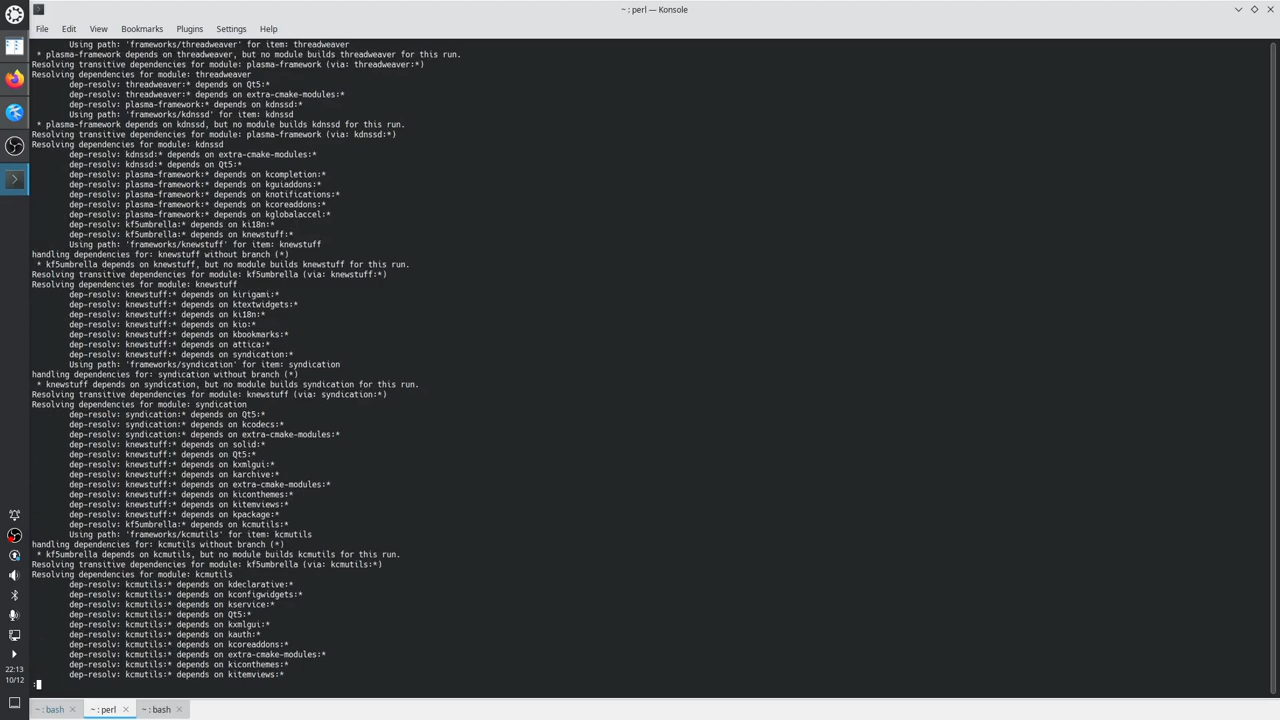 ~ : perl — Konsole
File Edit View Bookmarks Plugins Settings Help
Using path: 'frameworks/threadweaver' for item: threadweaver
* plasma-framework depends on threadweaver, but no module builds threadweaver for this run.
Resolving transitive dependencies for module: plasma-framework (via: threadweaver:*)
Resolving dependencies for module: threadweaver
dep-resolv: threadweaver:* depends on Qt5:*
dep-resolv: threadweaver:* depends on extra-cmake-modules:*
dep-resolv: plasma-framework:* depends on kdnssd:*
Using path: 'frameworks/kdnssd' for item: kdnssd
* plasma-framework depends on kdnssd, but no module builds kdnssd for this run.
Resolving transitive dependencies for module: plasma-framework (via: kdnssd:*)
Resolving dependencies for module: kdnssd
dep-resolv: kdnssd:* depends on extra-cmake-modules:*
dep-resolv: kdnssd:* depends on Qt5:*
dep-resolv: plasma-framework:* depends on kcompletion:*
dep-resolv: plasma-framework:* depends on kguiaddons:*
dep-resolv: plasma-framework:* depends on knotifications:*
dep-resolv: plasma-framework:* depends on kcoreaddons:*
dep-resolv: plasma-framework:* depends on kglobalaccel:*
dep-resolv: kf5umbrella:* depends on ki18n:*
dep-resolv: kf5umbrella:* depends on knewstuff:*
Using path: 'frameworks/knewstuff' for item: knewstuff
handling dependencies for: knewstuff without branch (*)
* kf5umbrella depends on knewstuff, but no module builds knewstuff for this run.
Resolving transitive dependencies for module: kf5umbrella (via: knewstuff:*)
Resolving dependencies for module: knewstuff
dep-resolv: knewstuff:* depends on kirigami:*
dep-resolv: knewstuff:* depends on ktextwidgets:*
dep-resolv: knewstuff:* depends on ki18n:*
dep-resolv: knewstuff:* depends on kio:*
dep-resolv: knewstuff:* depends on kbookmarks:*
dep-resolv: knewstuff:* depends on attica:*
dep-resolv: knewstuff:* depends on syndication:*
Using path: 'frameworks/syndication' for item: syndication
handling dependencies for: syndication without branch (*)
* knewstuff depends on syndication, but no module builds syndication for this run.
Resolving transitive dependencies for module: knewstuff (via: syndication:*)
Resolving dependencies for module: syndication
dep-resolv: syndication:* depends on Qt5:*
dep-resolv: syndication:* depends on kcodecs:*
dep-resolv: syndication:* depends on extra-cmake-modules:*
dep-resolv: knewstuff:* depends on solid:*
dep-resolv: knewstuff:* depends on Qt5:*
dep-resolv: knewstuff:* depends on kxmlgui:*
dep-resolv: knewstuff:* depends on karchive:*
dep-resolv: knewstuff:* depends on extra-cmake-modules:*
dep-resolv: knewstuff:* depends on kiconthemes:*
dep-resolv: knewstuff:* depends on kitemviews:*
dep-resolv: knewstuff:* depends on kpackage:*
dep-resolv: kf5umbrella:* depends on kcmutils:*
Using path: 'frameworks/kcmutils' for item: kcmutils
handling dependencies for: kcmutils without branch (*)
* kf5umbrella depends on kcmutils, but no module builds kcmutils for this run.
Resolving transitive dependencies for module: kf5umbrella (via: kcmutils:*)
Resolving dependencies for module: kcmutils
dep-resolv: kcmutils:* depends on kdeclarative:*
dep-resolv: kcmutils:* depends on kconfigwidgets:*
dep-resolv: kcmutils:* depends on kservice:*
dep-resolv: kcmutils:* depends on Qt5:*
dep-resolv: kcmutils:* depends on kxmlgui:*
dep-resolv: kcmutils:* depends on kauth:*
dep-resolv: kcmutils:* depends on kcoreaddons:*
dep-resolv: kcmutils:* depends on extra-cmake-modules:*
dep-resolv: kcmutils:* depends on kiconthemes:*
dep-resolv: kcmutils:* depends on kitemviews:*
:
22:13
10/12
~ : bash ~ : perl ~ : bash